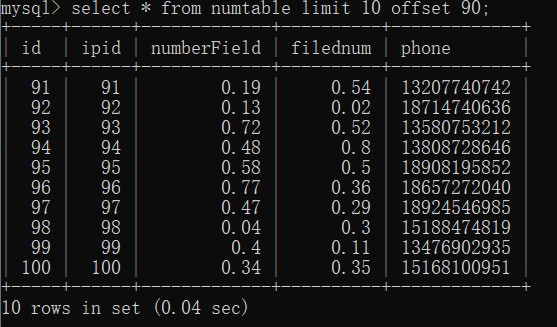 mysql> select * from numtable limit 10 offset 90;
+-----+------+-------------+----------+-------------+
| id | ipid | numberField | filednum | phone |
+-----+------+-------------+----------+-------------+
| 91 | 91 | 0.19 | 0.54 | 13207740742 |
| 92 | 92 | 0.13 | 0.02 | 18714740636 |
| 93 | 93 | 0.72 | 0.52 | 13580753212 |
| 94 | 94 | 0.48 | 0.8 | 13808728646 |
| 95 | 95 | 0.58 | 0.5 | 18908195852 |
| 96 | 96 | 0.77 | 0.36 | 18657272040 |
| 97 | 97 | 0.47 | 0.29 | 18924546985 |
| 98 | 98 | 0.04 | 0.3 | 15188474819 |
| 99 | 99 | 0.4 | 0.11 | 13476902935 |
| 100 | 100 | 0.34 | 0.35 | 15168100951 |
+-----+------+-------------+----------+-------------+
10 rows in set (0.04 sec)